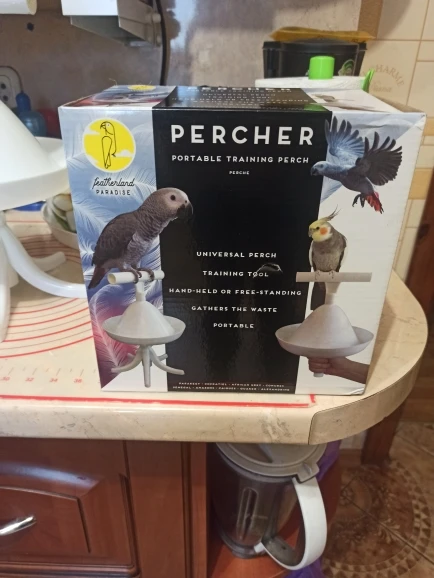 PERCHER
PORTABLE TRAINING PERCH
PERCHE
featherland
PARADISE
UNIVERSAL PERCH
TRAINING TOOL
HAND-HELD OR FREE-STANDING
GATHERS THE WASTE
PORTABLE